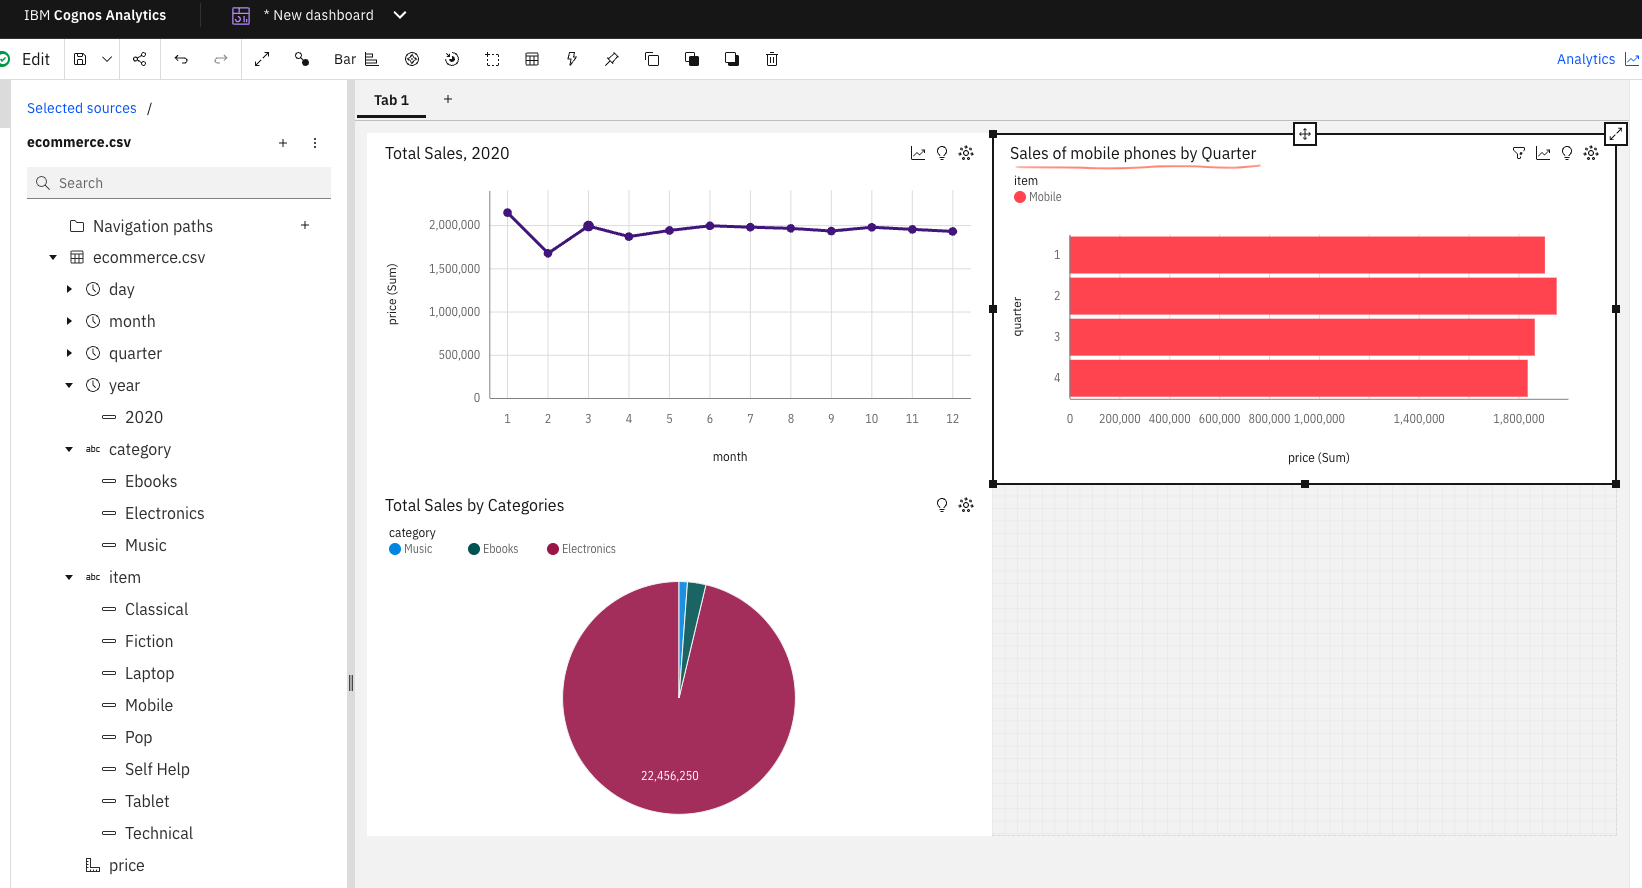 IBM Cognos Analytics
* New dashboard
Edit
Bar
Analytics
Selected sources /
ecommerce.csv
Search
Navigation paths
ecommerce.csv
day
month
quarter
year
2020
abc category
Ebooks
Electronics
Music
abc item
Classical
Fiction
Laptop
Mobile
Pop
Self Help
Tablet
Technical
price
Tab 1
Total Sales, 2020
price (Sum)
2,000,000
1,500,000
1,000,000
500,000
0
1 2 3 4 5 6 7 8 9 10 11 12
month
Sales of mobile phones by Quarter
item
Mobile
quarter
1
2
3
4
0 200,000 400,000 600,000 800,000 1,000,000 1,400,000 1,800,000
price (Sum)
Total Sales by Categories
category
Music Ebooks Electronics
22,456,250